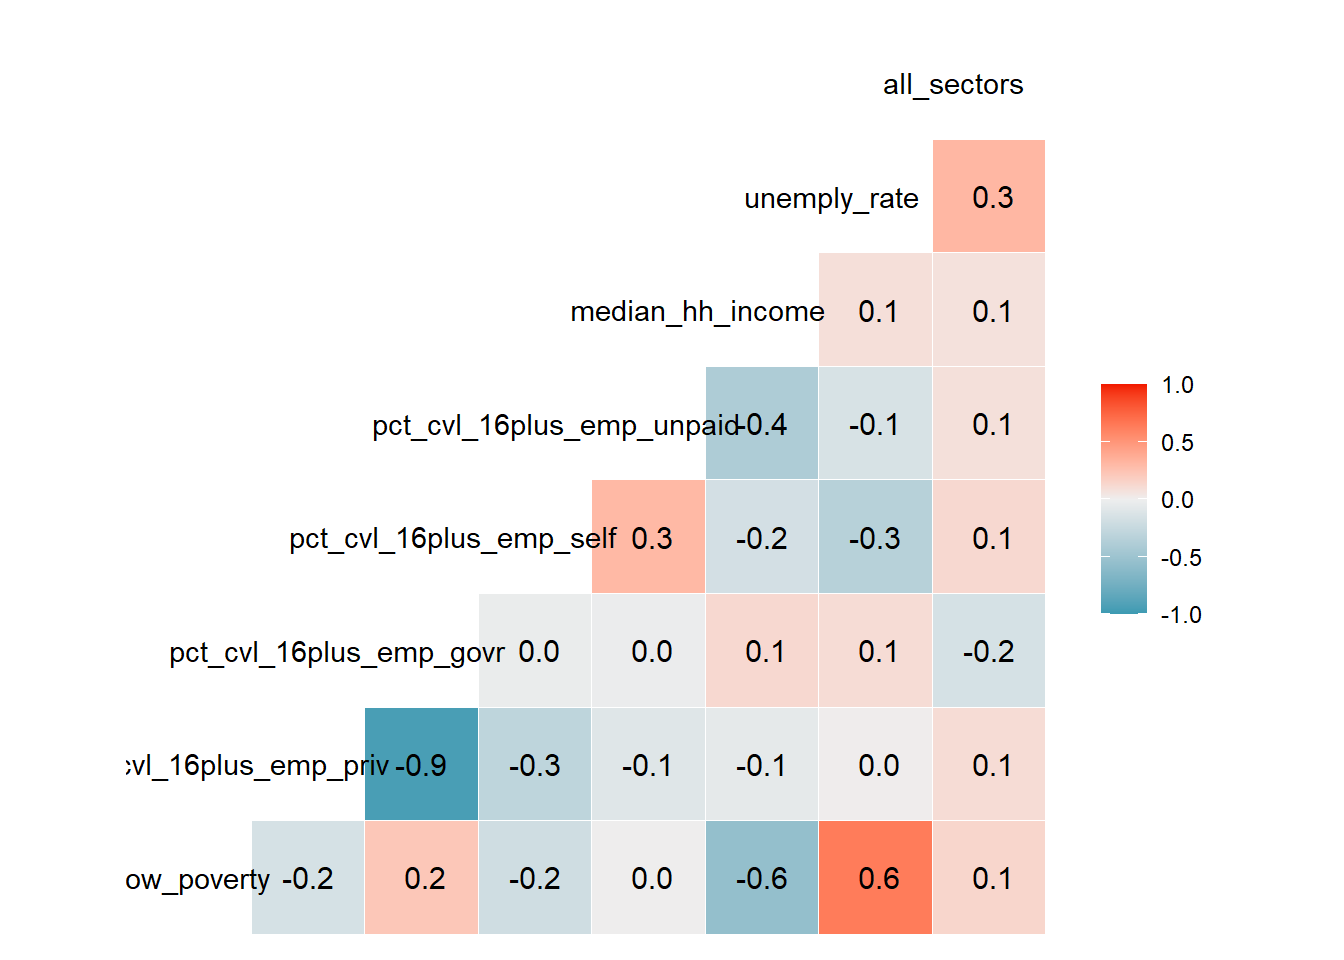 all_sectors
unemply_rate 0.3
median_hh_income 0.1 0.1
pct_cvl_16plus_emp_unpaid -0.4 -0.1 0.1
pct_cvl_16plus_emp_self 0.3 -0.2 -0.3 0.1
pct_cvl_16plus_emp_govr 0.0 0.0 0.1 0.1 -0.2
cvl_16plus_emp_priv -0.9 -0.3 -0.1 -0.1 0.0 0.1
ow_poverty -0.2 0.2 -0.2 0.0 -0.6 0.6 0.1
1.0
0.5
0.0
-0.5
-1.0